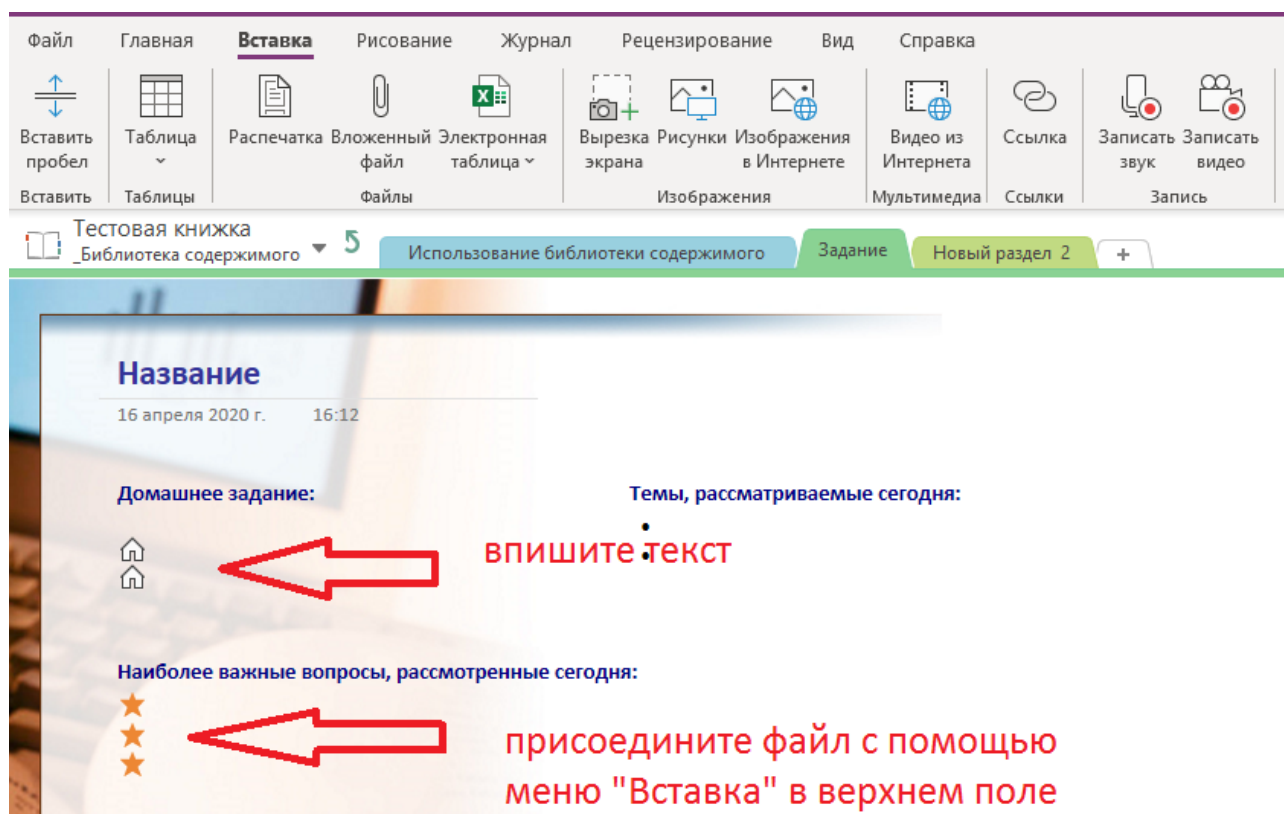 Файл Главная Вставка Рисование Журнал Рецензирование Вид Справка
Вставить пробел
Таблица
Распечатка
Вложенный файл
Электронная таблица
Вырезка экрана
Рисунки
Изображения в Интернете
Видео из Интернета
Ссылка
Записать звук
Записать видео
Вставить Таблицы Файлы Изображения Мультимедиа Ссылки Запись
Тестовая книжка
_Библиотека содержимого
Использование библиотеки содержимого Задание Новый раздел 2 +
Название
16 апреля 2020 г. 16:12
Домашнее задание: Темы, рассматриваемые сегодня:
впишите текст
Наиболее важные вопросы, рассмотренные сегодня:
присоедините файл с помощью
меню "Вставка" в верхнем поле